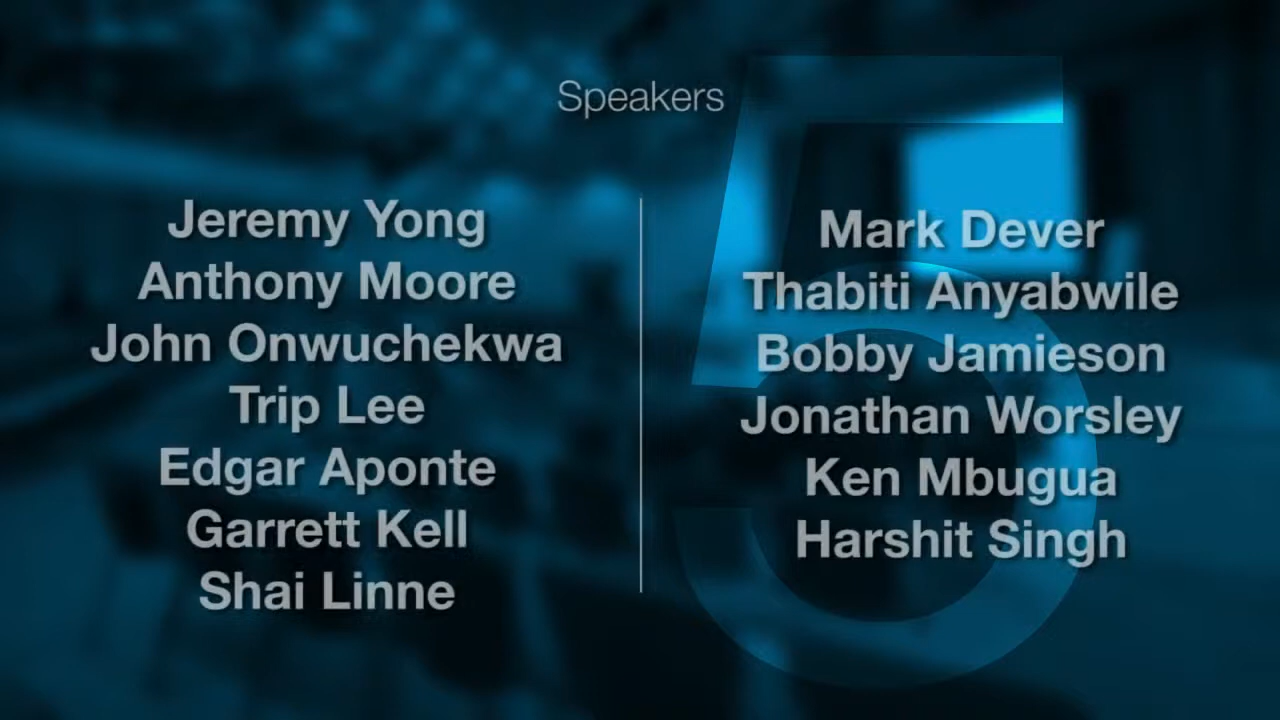 Speakers
Jeremy Yong
Anthony Moore
John Onwuchekwa
Trip Lee
Edgar Aponte
Garrett Kell
Shai Linne
Mark Dever
Thabiti Anyabwile
Bobby Jamieson
Jonathan Worsley
Ken Mbugua
Harshit Singh
5